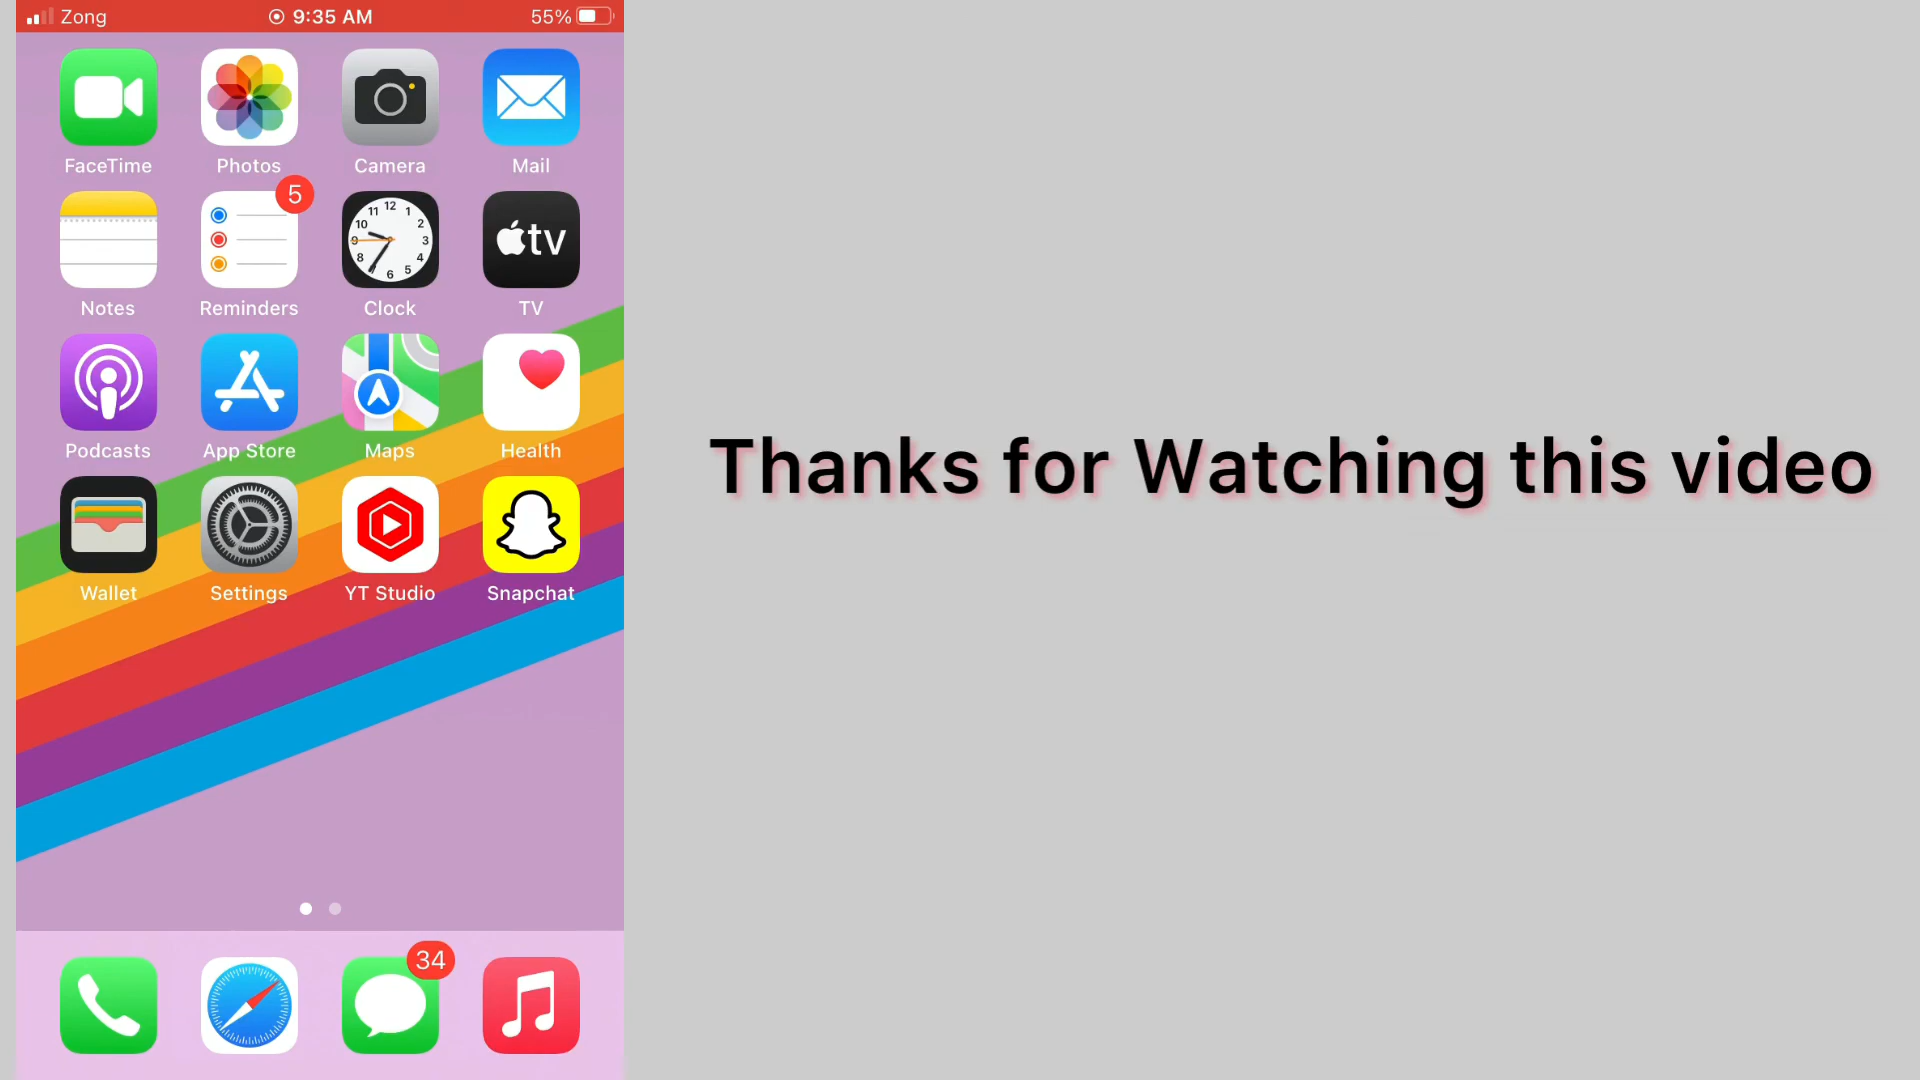 Zong 9:35 AM 55%
FaceTime Photos Camera Mail
5
12 1 2 3 4 5 6 8 9 10 11
tv
Notes Reminders Clock TV
Podcasts App Store Maps Health
Wallet Settings YT Studio Snapchat
34
Thanks for Watching this video